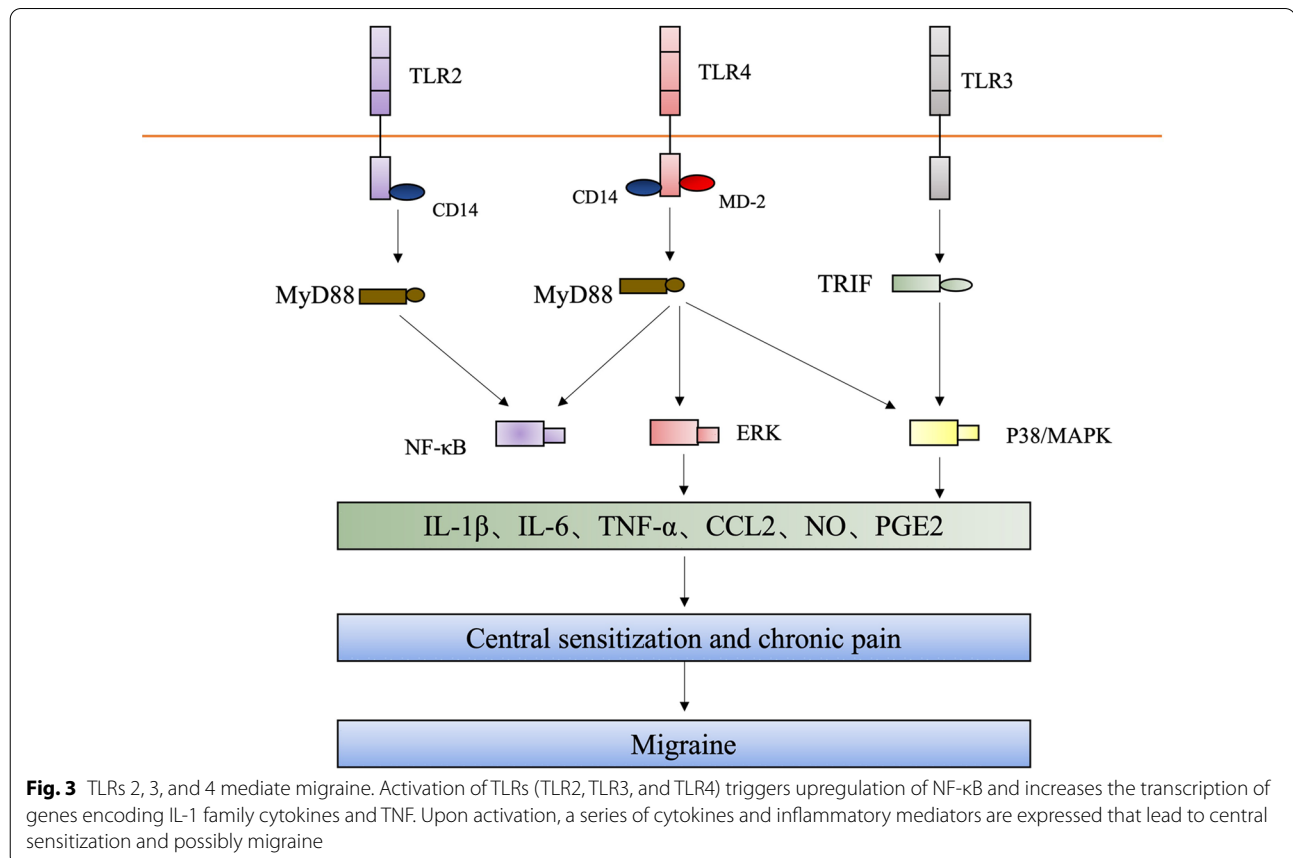 TLR2
TLR4
TLR3
CD14
CD14
MD-2
MyD88
MyD88
TRIF
NF-κB
ERK
P38/MAPK
IL-1β、IL-6、TNF-α、CCL2、NO、PGE2
Central sensitization and chronic pain
Migraine
Fig. 3 TLRs 2, 3, and 4 mediate migraine. Activation of TLRs (TLR2, TLR3, and TLR4) triggers upregulation of NF-κB and increases the transcription of
genes encoding IL-1 family cytokines and TNF. Upon activation, a series of cytokines and inflammatory mediators are expressed that lead to central
sensitization and possibly migraine